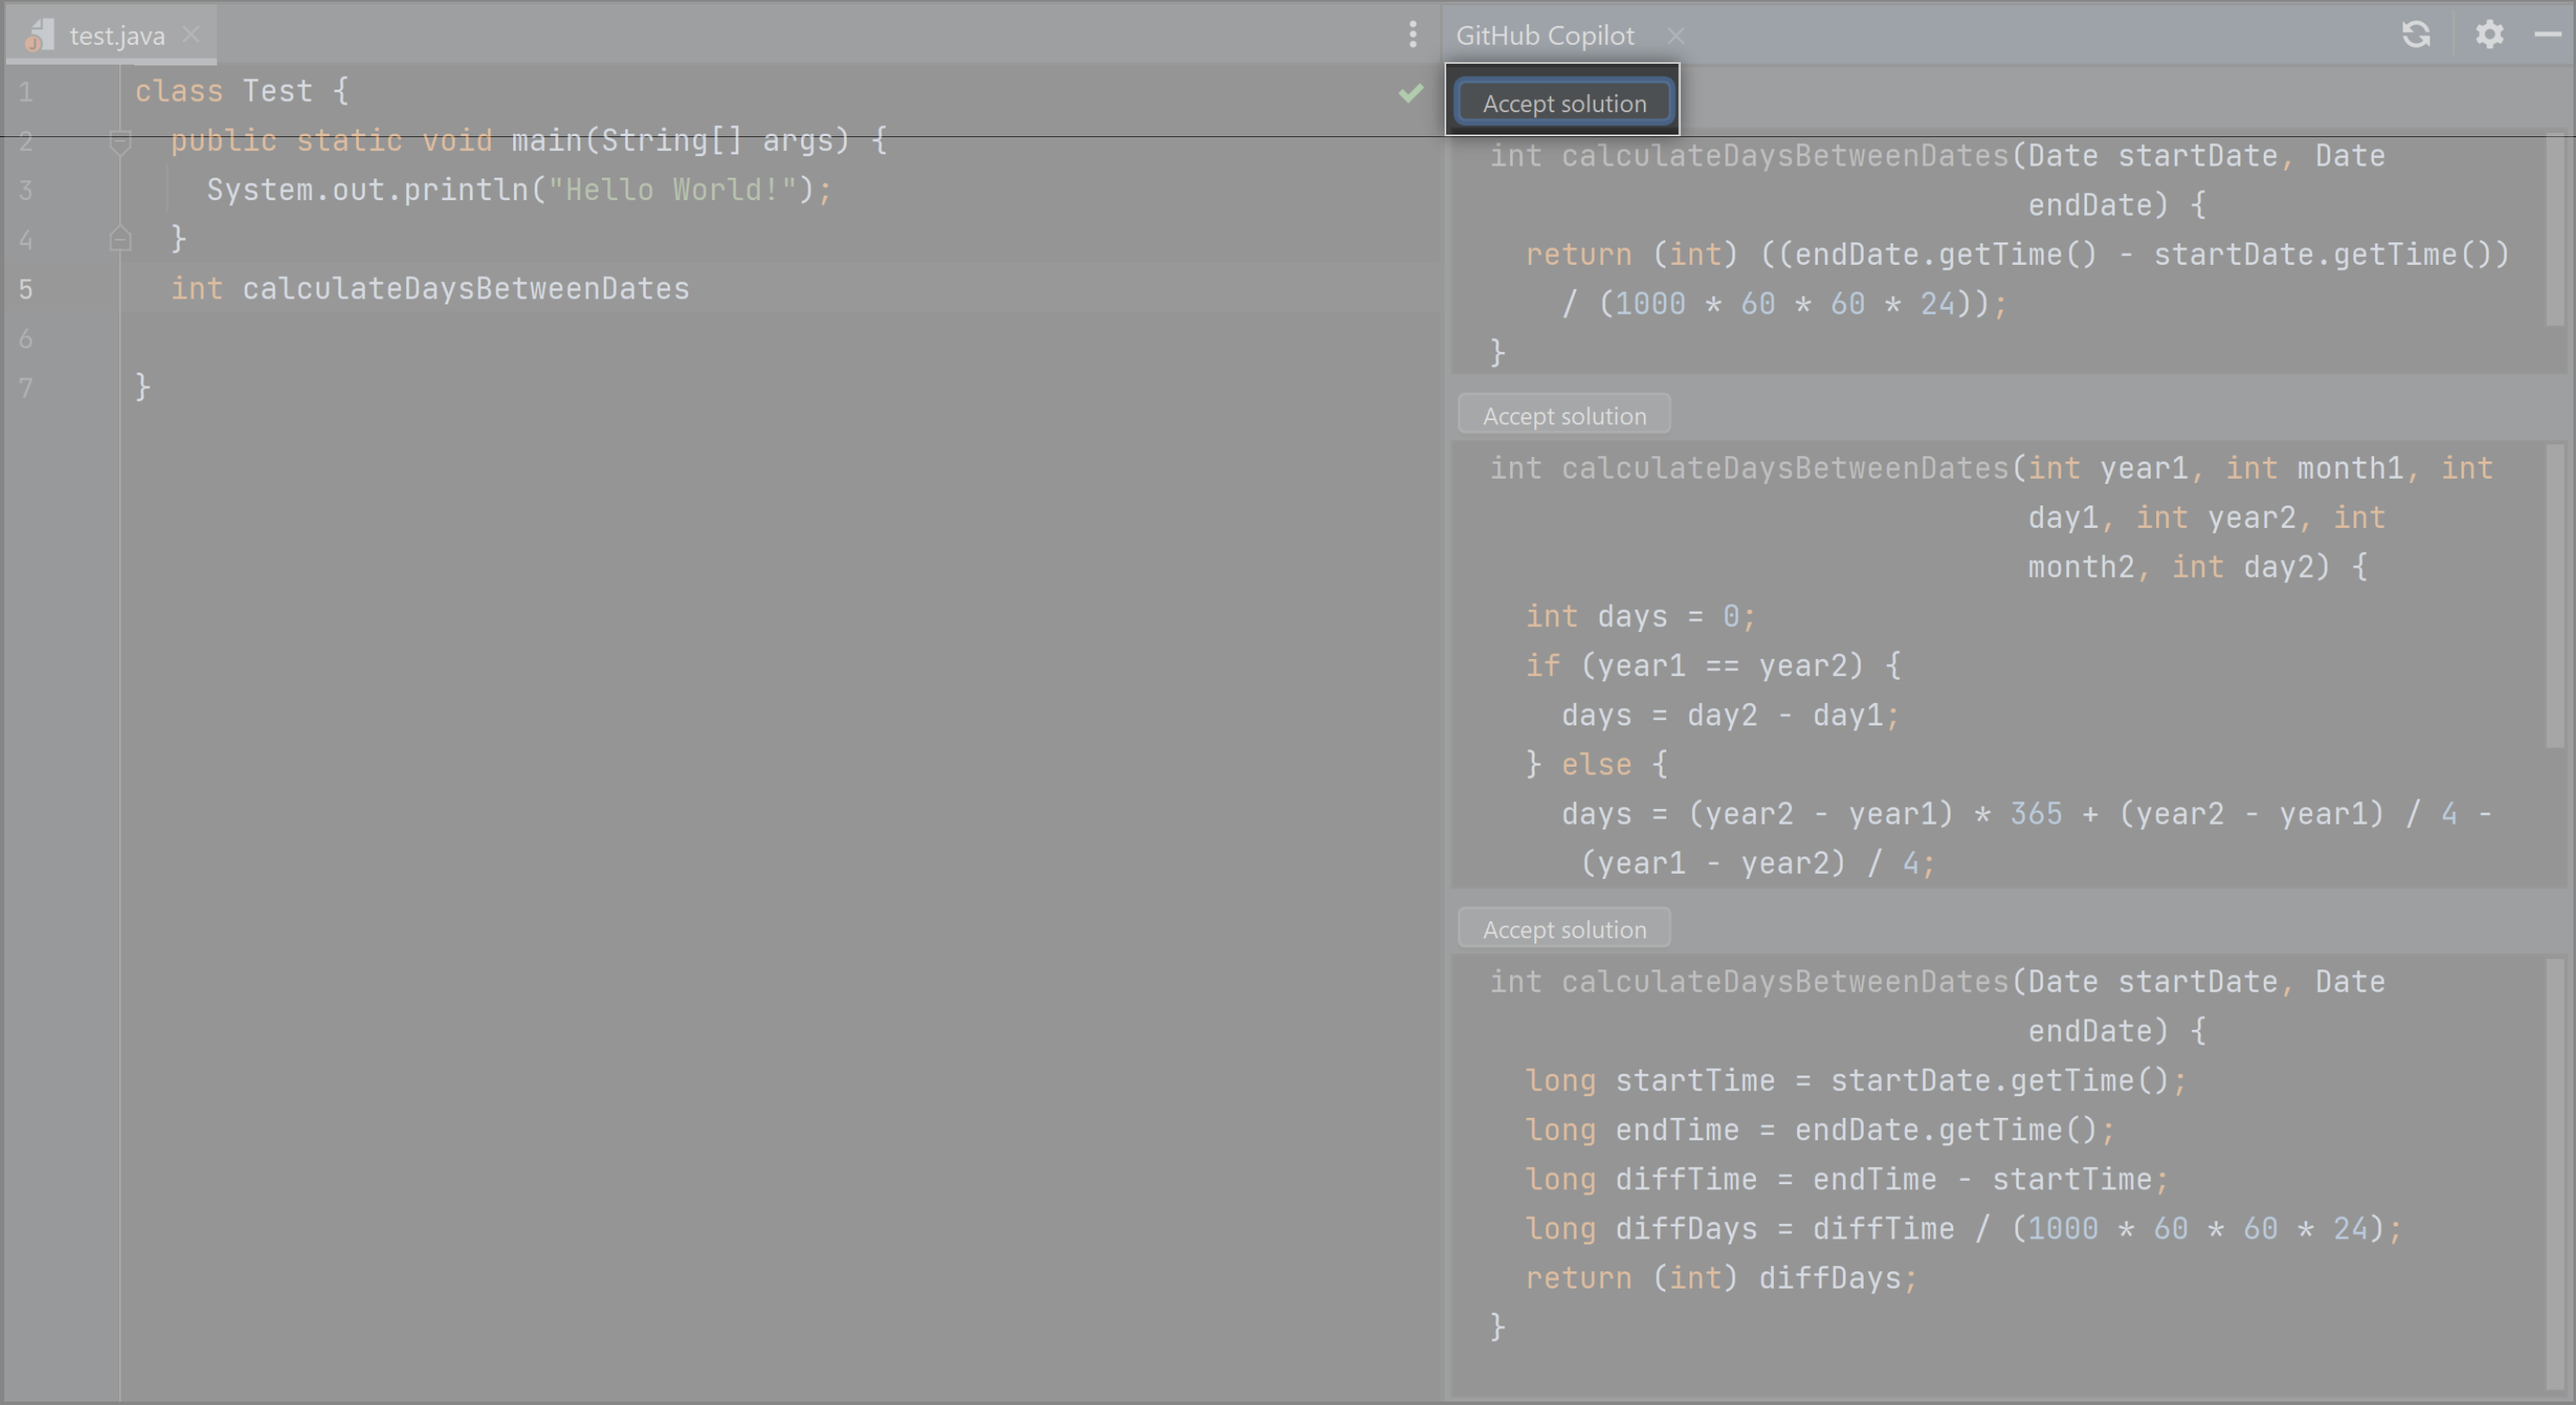 test.java
1 class Test {
2 public static void main(String[] args) {
3 System.out.println("Hello World!");
4 }
5 int calculateDaysBetweenDates
6
7 }
GitHub Copilot
Accept solution
int calculateDaysBetweenDates(Date startDate, Date
endDate) {
return (int) ((endDate.getTime() - startDate.getTime())
/ (1000 * 60 * 60 * 24));
}
Accept solution
int calculateDaysBetweenDates(int year1, int month1, int
day1, int year2, int
month2, int day2) {
int days = 0;
if (year1 == year2) {
days = day2 - day1;
} else {
days = (year2 - year1) * 365 + (year2 - year1) / 4 -
(year1 - year2) / 4;
Accept solution
int calculateDaysBetweenDates(Date startDate, Date
endDate) {
long startTime = startDate.getTime();
long endTime = endDate.getTime();
long diffTime = endTime - startTime;
long diffDays = diffTime / (1000 * 60 * 60 * 24);
return (int) diffDays;
}